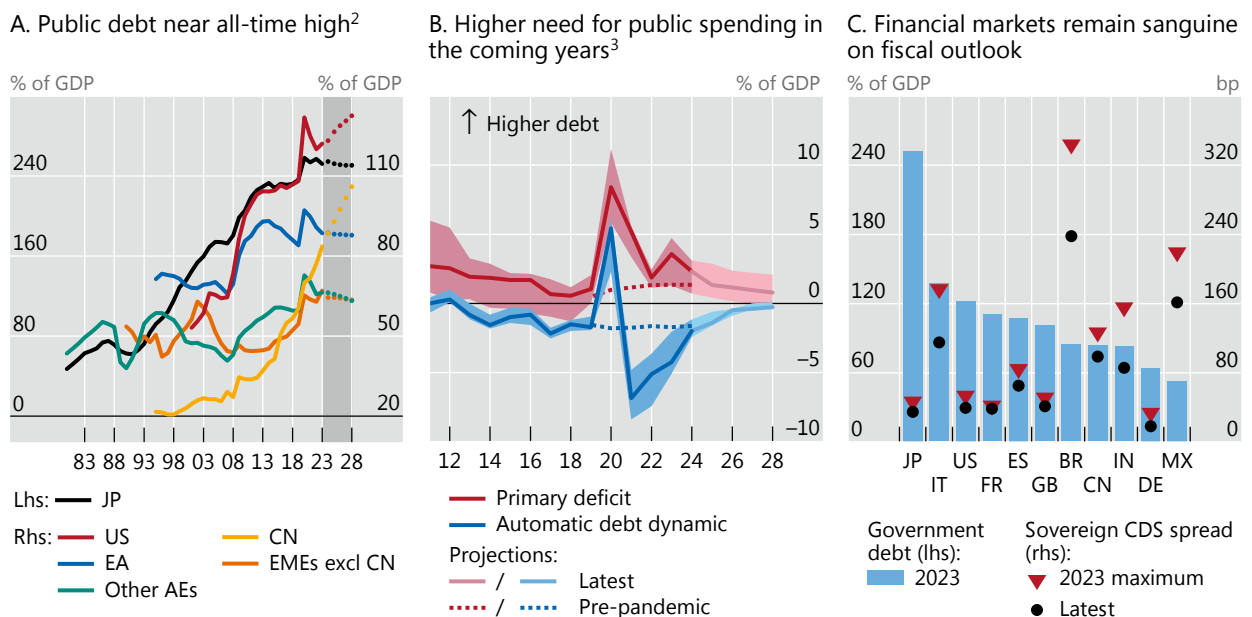 A. Public debt near all-time high2
% of GDP % of GDP
240 110
160 80
80 50
0 20
83 88 93 98 03 08 13 18 23 28
Lhs: JP
Rhs: US CN
EA EMEs excl CN
Other AEs
B. Higher need for public spending in
the coming years3
% of GDP
↑ Higher debt
10
5
0
–5
–10
12 14 16 18 20 22 24 26 28
Primary deficit
Automatic debt dynamic
Projections:
/ Latest
/ Pre-pandemic
C. Financial markets remain sanguine
on fiscal outlook
% of GDP bp
240 320
180 240
120 160
60 80
0 0
JP US ES BR IN MX
IT FR GB CN DE
Government
debt (lhs):
2023
Sovereign CDS spread
(rhs):
2023 maximum
Latest